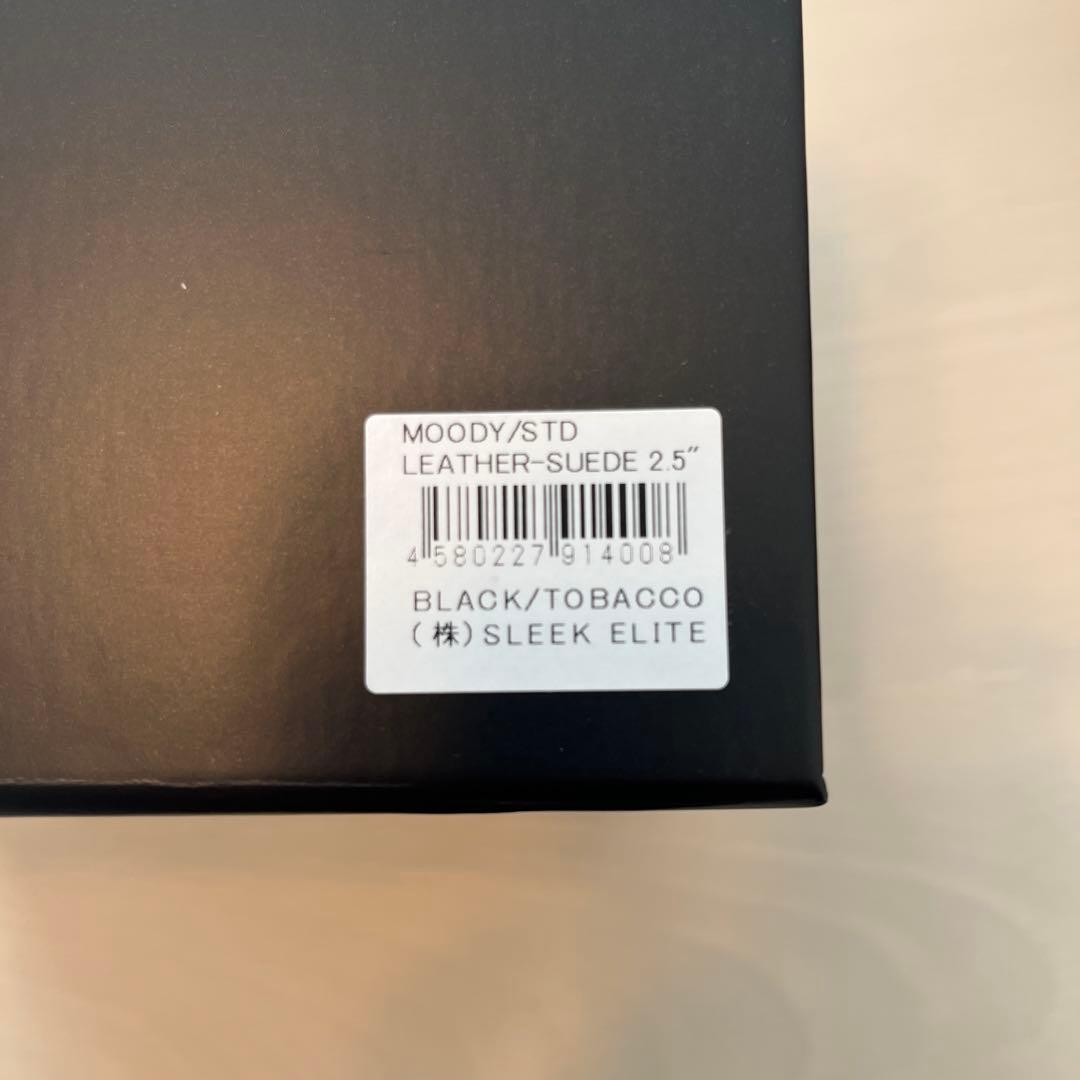 MOODY/STD
LEATHER-SUEDE 2.5″
4 580227 914008
BLACK/TOBACCO
(株)SLEEK ELITE